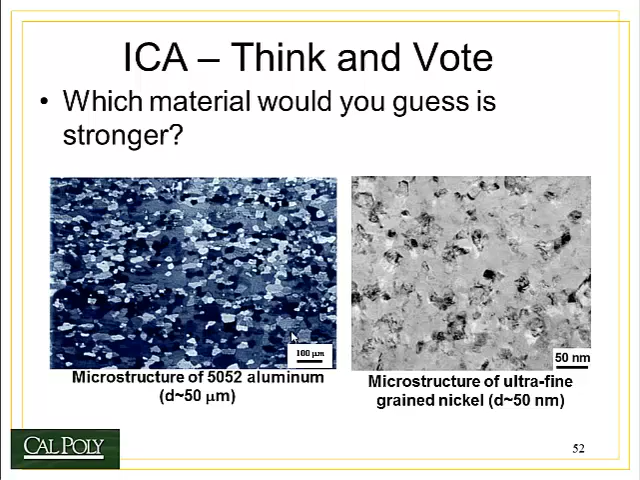 ICA – Think and Vote
• Which material would you guess is
stronger?
100 μm
50 nm
Microstructure of 5052 aluminum
(d~50 μm)
Microstructure of ultra-fine
grained nickel (d~50 nm)
CAL POLY
52